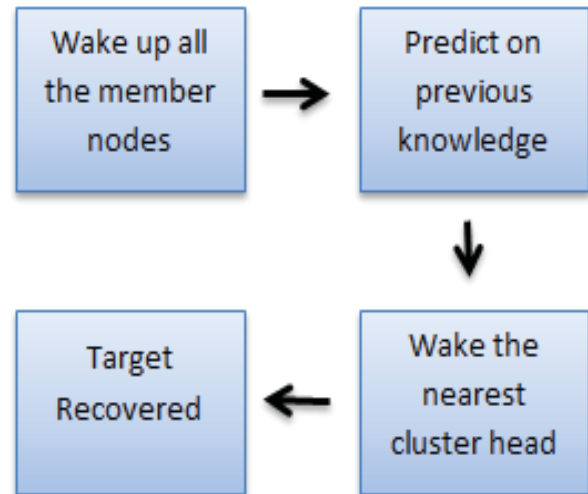 Wake up all
the member
nodes
Predict on
previous
knowledge
Wake the
nearest
cluster head
Target
Recovered